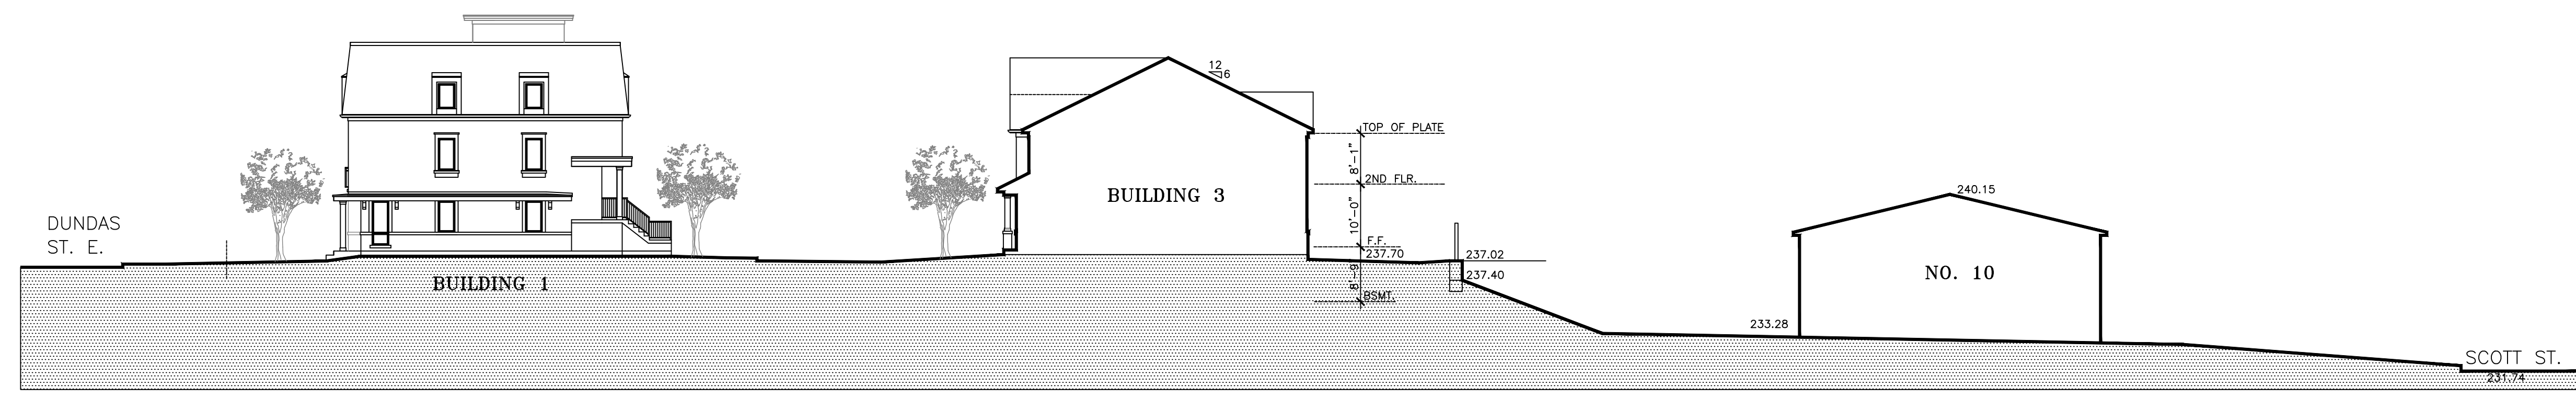 DUNDAS
ST. E.
BUILDING 1
BUILDING 3
12
6
TOP OF PLATE
8'-1"
2ND FLR.
10'-0"
F.F.
237.70
8'-9
BSMT.
237.02
237.40
240.15
NO. 10
233.28
SCOTT ST.
231.74